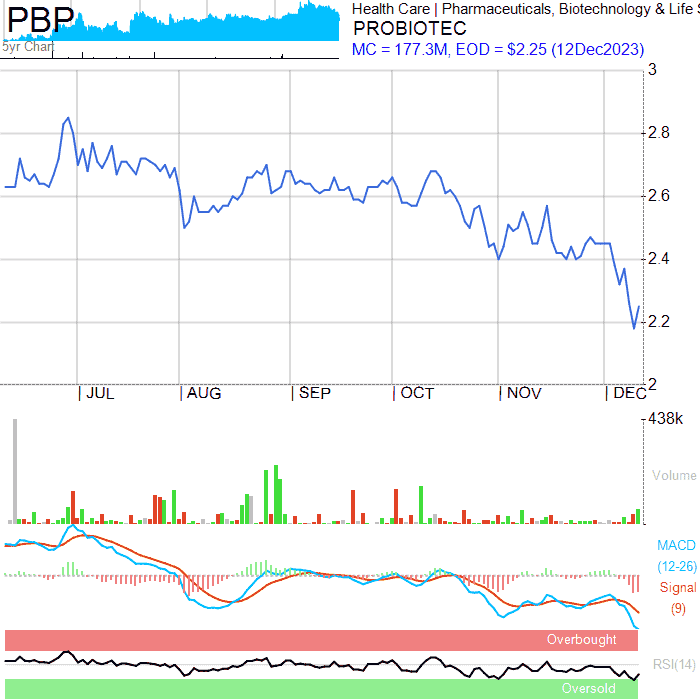 PBP
5yr Chart
Health Care | Pharmaceuticals, Biotechnology & Life S
PROBIOTEC
MC = 177.3M, EOD = $2.25 (12Dec2023)
3
2.8
2.6
2.4
2.2
2
| JUL | AUG | SEP | OCT | NOV | DEC
438k
Volume
MACD
(12-26)
Signal
(9)
Overbought
RSI(14)
Oversold